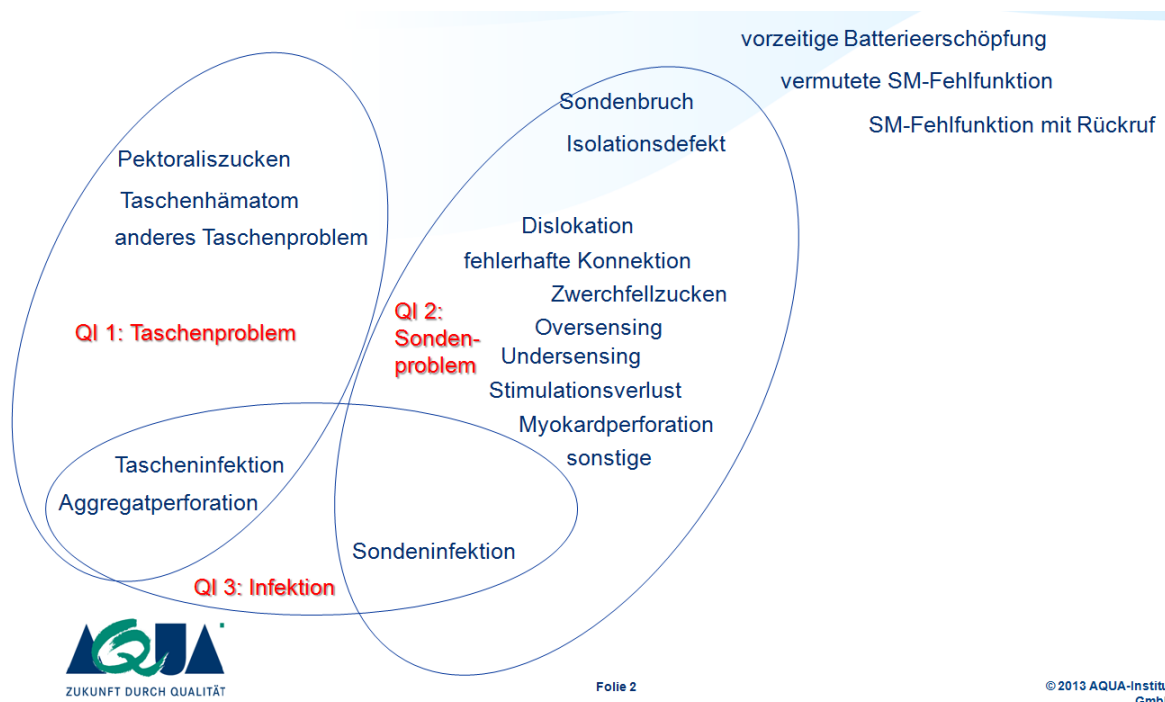 vorzeitige Batterieerschöpfung
vermutete SM-Fehlfunktion
SM-Fehlfunktion mit Rückruf
Pektoraliszucken
Taschenhämatom
anderes Taschenproblem
QI 1: Taschenproblem
Sondenbruch
Isolationsdefekt
Dislokation
fehlerhafte Konnektion
Zwerchfellzucken
Oversensing
Undersensing
Stimulationsverlust
Myokardperforation
sonstige
QI 2:
Sonden-
problem
Tascheninfektion
Aggregatperforation
Sondeninfektion
QI 3: Infektion
AQUA
ZUKUNFT DURCH QUALITÄT
Folie 2
© 2013 AQUA-Institu
GmbH